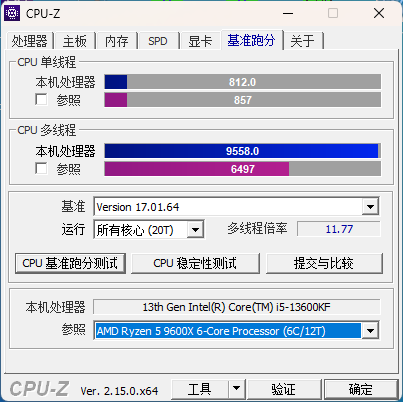 CPU-Z
处理器 主板 内存 SPD 显卡 基准跑分 关于
CPU 单线程
本机处理器 812.0
参照 857
CPU 多线程
本机处理器 9558.0
参照 6497
基准 Version 17.01.64
运行 所有核心 (20T) 多线程倍率 11.77
CPU 基准跑分测试 CPU 稳定性测试 提交与比较
本机处理器 13th Gen Intel(R) Core(TM) i5-13600KF
参照 AMD Ryzen 5 9600X 6-Core Processor (6C/12T)
CPU-Z Ver. 2.15.0.x64 工具 验证 确定